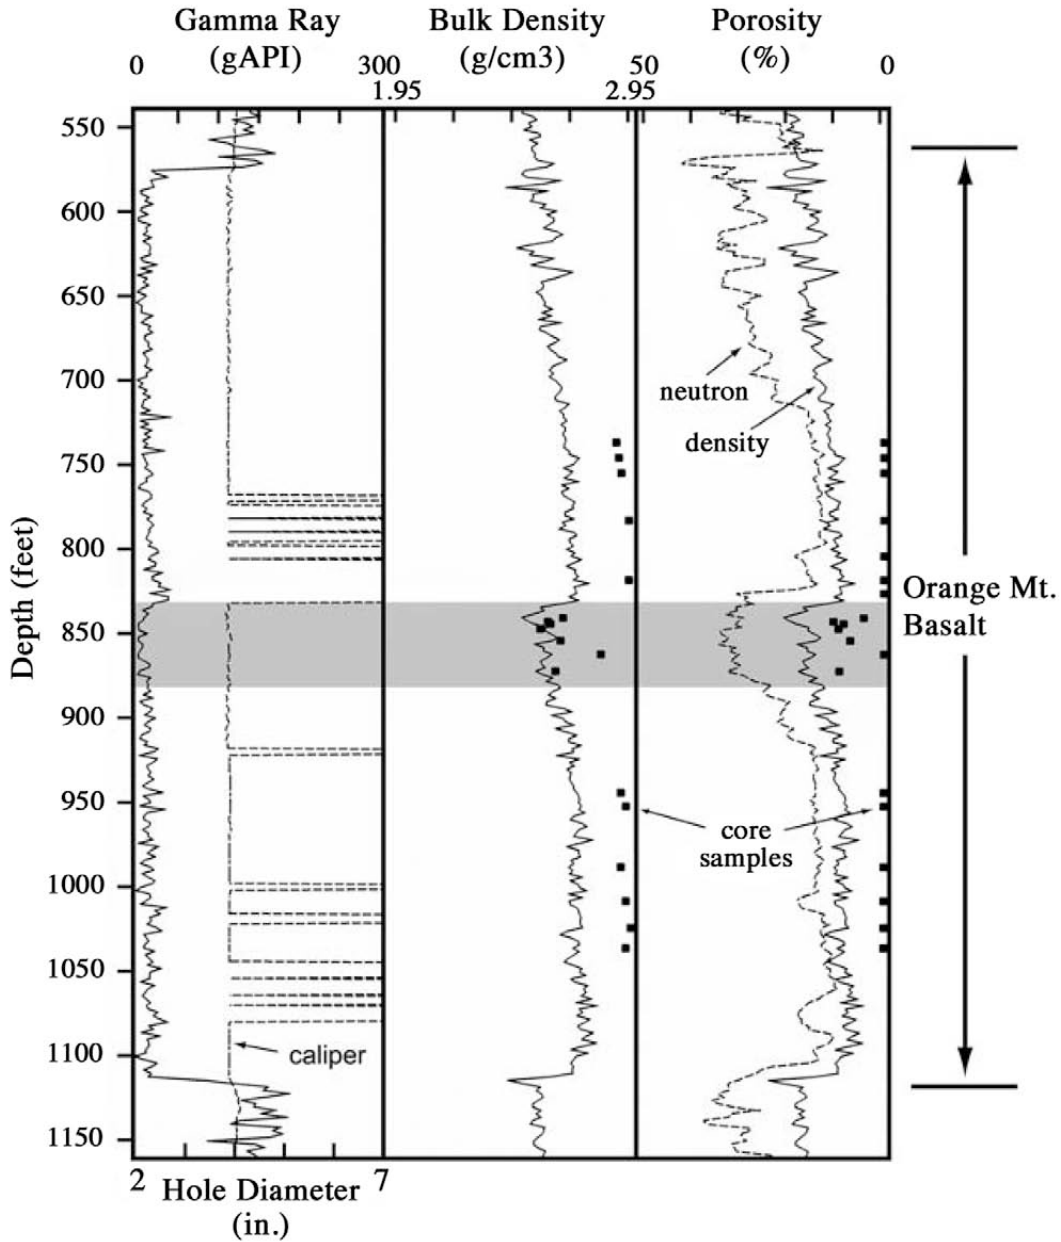 Gamma Ray
(gAPI)
0
300
Bulk Density
(g/cm3)
1.95
2.95
Porosity
(%)
50
0
Depth (feet)
550
600
650
700
750
800
850
900
950
1000
1050
1100
1150
neutron
density
core
samples
caliper
Orange Mt.
Basalt
2
Hole Diameter
(in.)
7